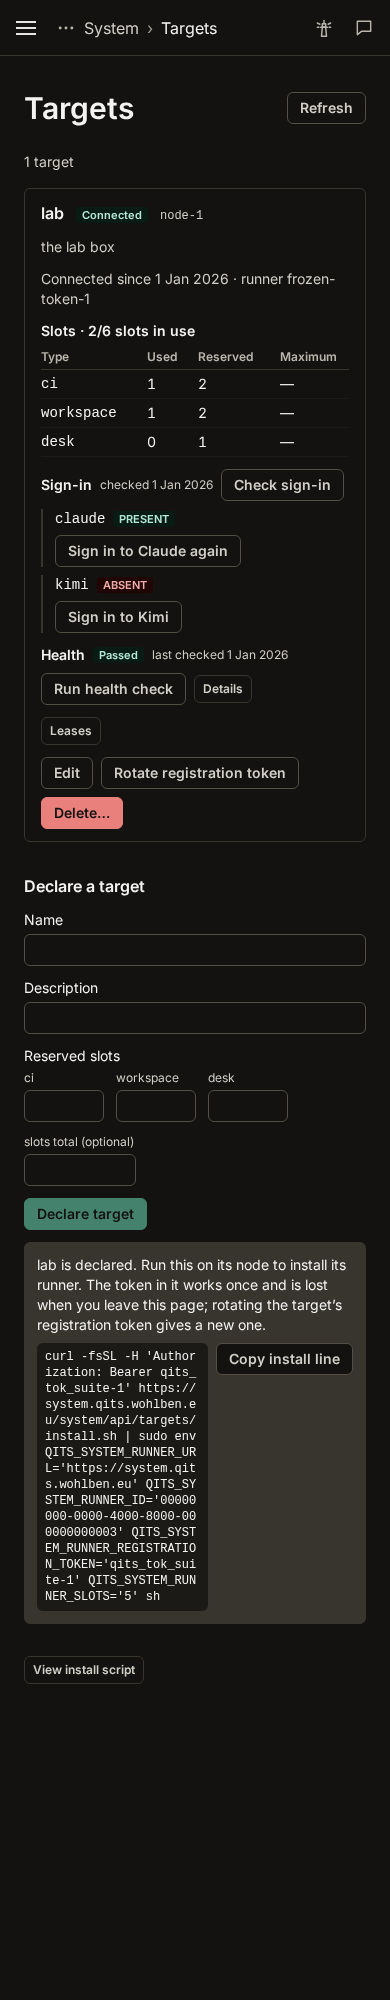 ··· System › Targets
Targets
Refresh
1 target
lab Connected node-1
the lab box
Connected since 1 Jan 2026 · runner frozen-
token-1
Slots · 2/6 slots in use
Type Used Reserved Maximum
ci 1 2 —
workspace 1 2 —
desk 0 1 —
Sign-in checked 1 Jan 2026 Check sign-in
claude PRESENT
Sign in to Claude again
kimi ABSENT
Sign in to Kimi
Health Passed last checked 1 Jan 2026
Run health check Details
Leases
Edit Rotate registration token
Delete...
Declare a target
Name
Description
Reserved slots
ci workspace desk
slots total (optional)
Declare target
lab is declared. Run this on its node to install its
runner. The token in it works once and is lost
when you leave this page; rotating the target’s
registration token gives a new one.
Copy install line
curl -fsSL -H 'Author
ization: Bearer qits_
tok_suite-1' https://
system.qits.wohlben.e
u/system/api/targets/
install.sh | sudo env
QITS_SYSTEM_RUNNER_UR
L='https://system.qit
s.wohlben.eu' QITS_SY
STEM_RUNNER_ID='00000
000-0000-4000-8000-00
0000000003' QITS_SYST
EM_RUNNER_REGISTRATIO
N_TOKEN='qits_tok_sui
te-1' QITS_SYSTEM_RUN
NER_SLOTS='5' sh
View install script